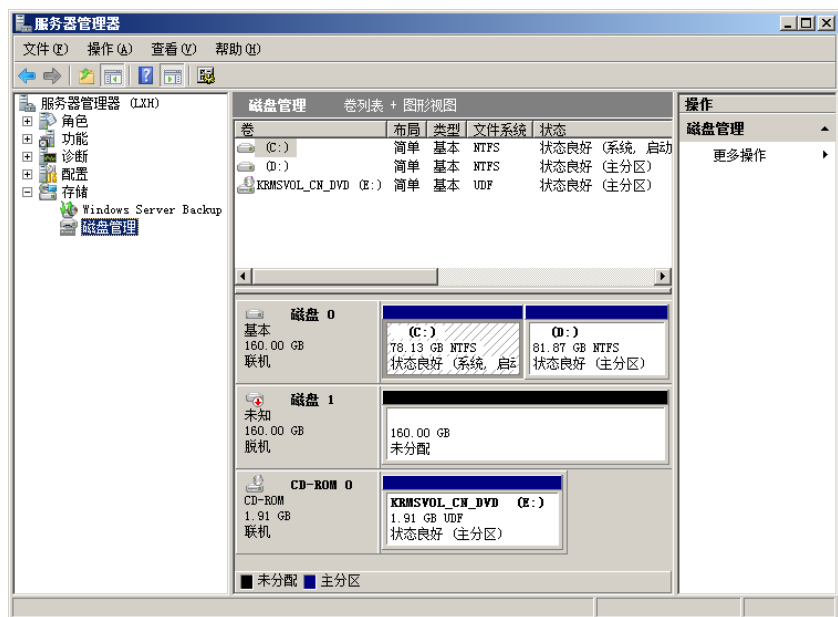 服务器管理器
文件(F) 操作(A) 查看(V) 帮助(H)
服务器管理器 (LXH)
角色
功能
诊断
配置
存储
Windows Server Backup
磁盘管理
磁盘管理 卷列表 + 图形视图
卷 布局 类型 文件系统 状态
(C:) 简单 基本 NTFS 状态良好 (系统, 启动
(D:) 简单 基本 NTFS 状态良好 (主分区)
KRMSVOL_CN_DVD (E:) 简单 基本 UDF 状态良好 (主分区)
磁盘 0
基本
160.00 GB
联机
(C:)
78.13 GB NTFS
状态良好 (系统, 启动
(D:)
81.87 GB NTFS
状态良好 (主分区)
磁盘 1
未知
160.00 GB
脱机
160.00 GB
未分配
CD-ROM 0
CD-ROM
1.91 GB
联机
KRMSVOL_CN_DVD (E:)
1.91 GB UDF
状态良好 (主分区)
未分配 主分区
操作
磁盘管理
更多操作